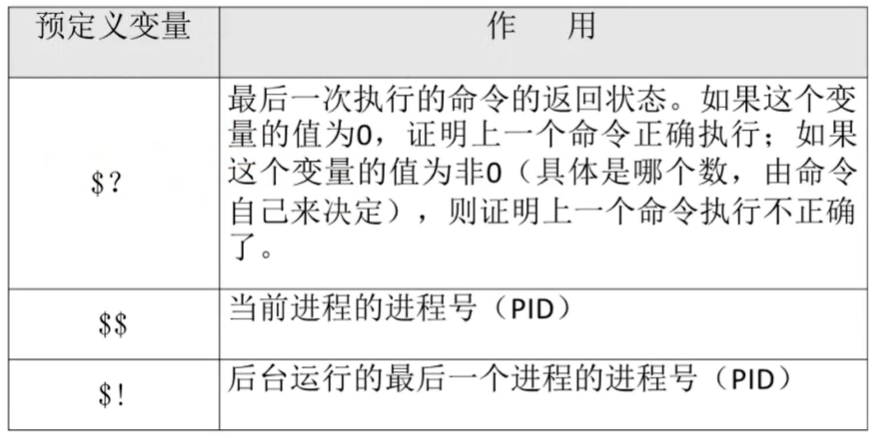 预定义变量 作 用
$?
最后一次执行的命令的返回状态。如果这个变
量的值为0，证明上一个命令正确执行；如果
这个变量的值为非0（具体是哪个数，由命令
自己来决定），则证明上一个命令执行不正确
了。
$$ 当前进程的进程号（PID）
$! 后台运行的最后一个进程的进程号（PID）